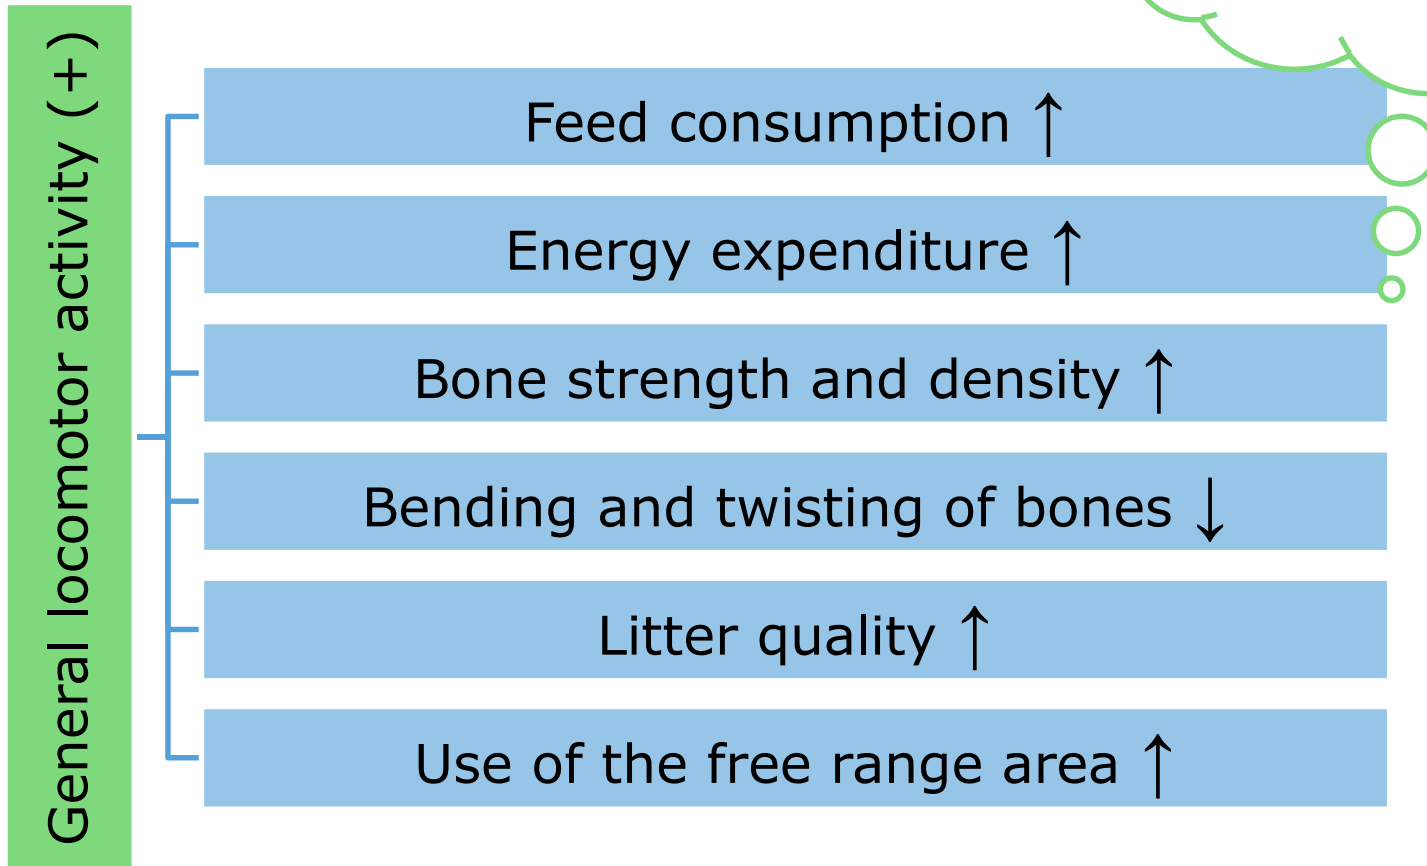 General locomotor activity (+)
Feed consumption ↑
Energy expenditure ↑
Bone strength and density ↑
Bending and twisting of bones ↓
Litter quality ↑
Use of the free range area ↑